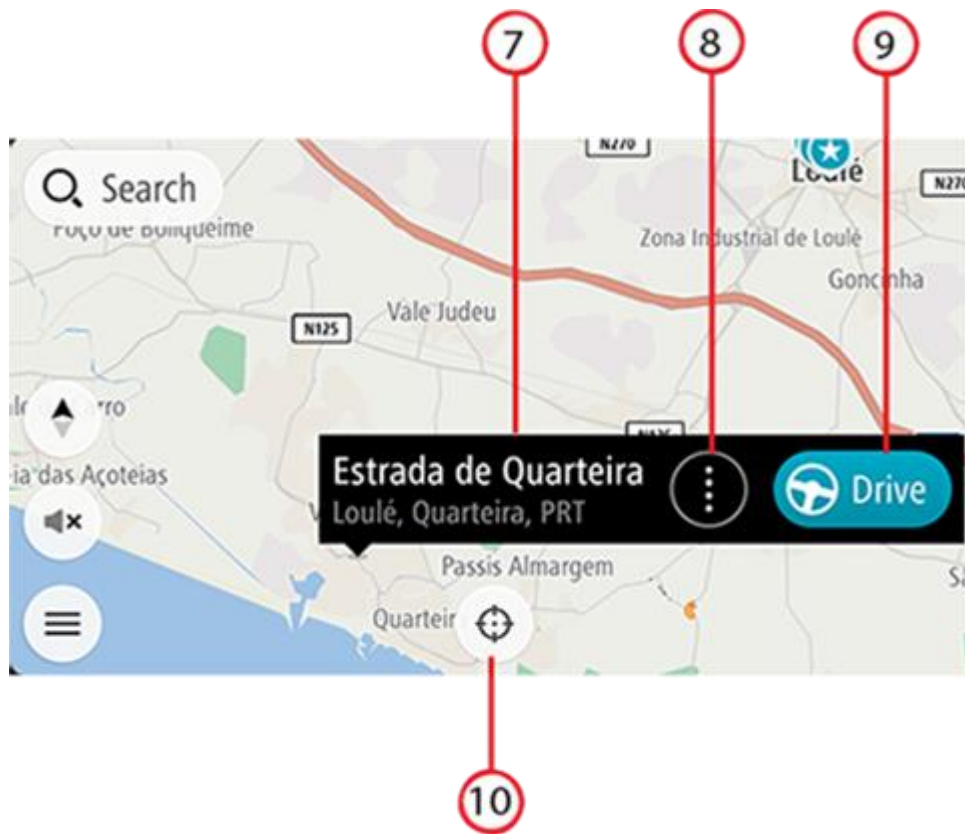 7
8
9
N270
Loulé
N270
Search
Poço de Boliqueime
Zona Industrial de Loulé
Goncinha
Vale Judeu
N125
rro
ia das Açoteias
Estrada de Quarteira
Loulé, Quarteira, PRT
Drive
Passis Almargem
Quarteir
10